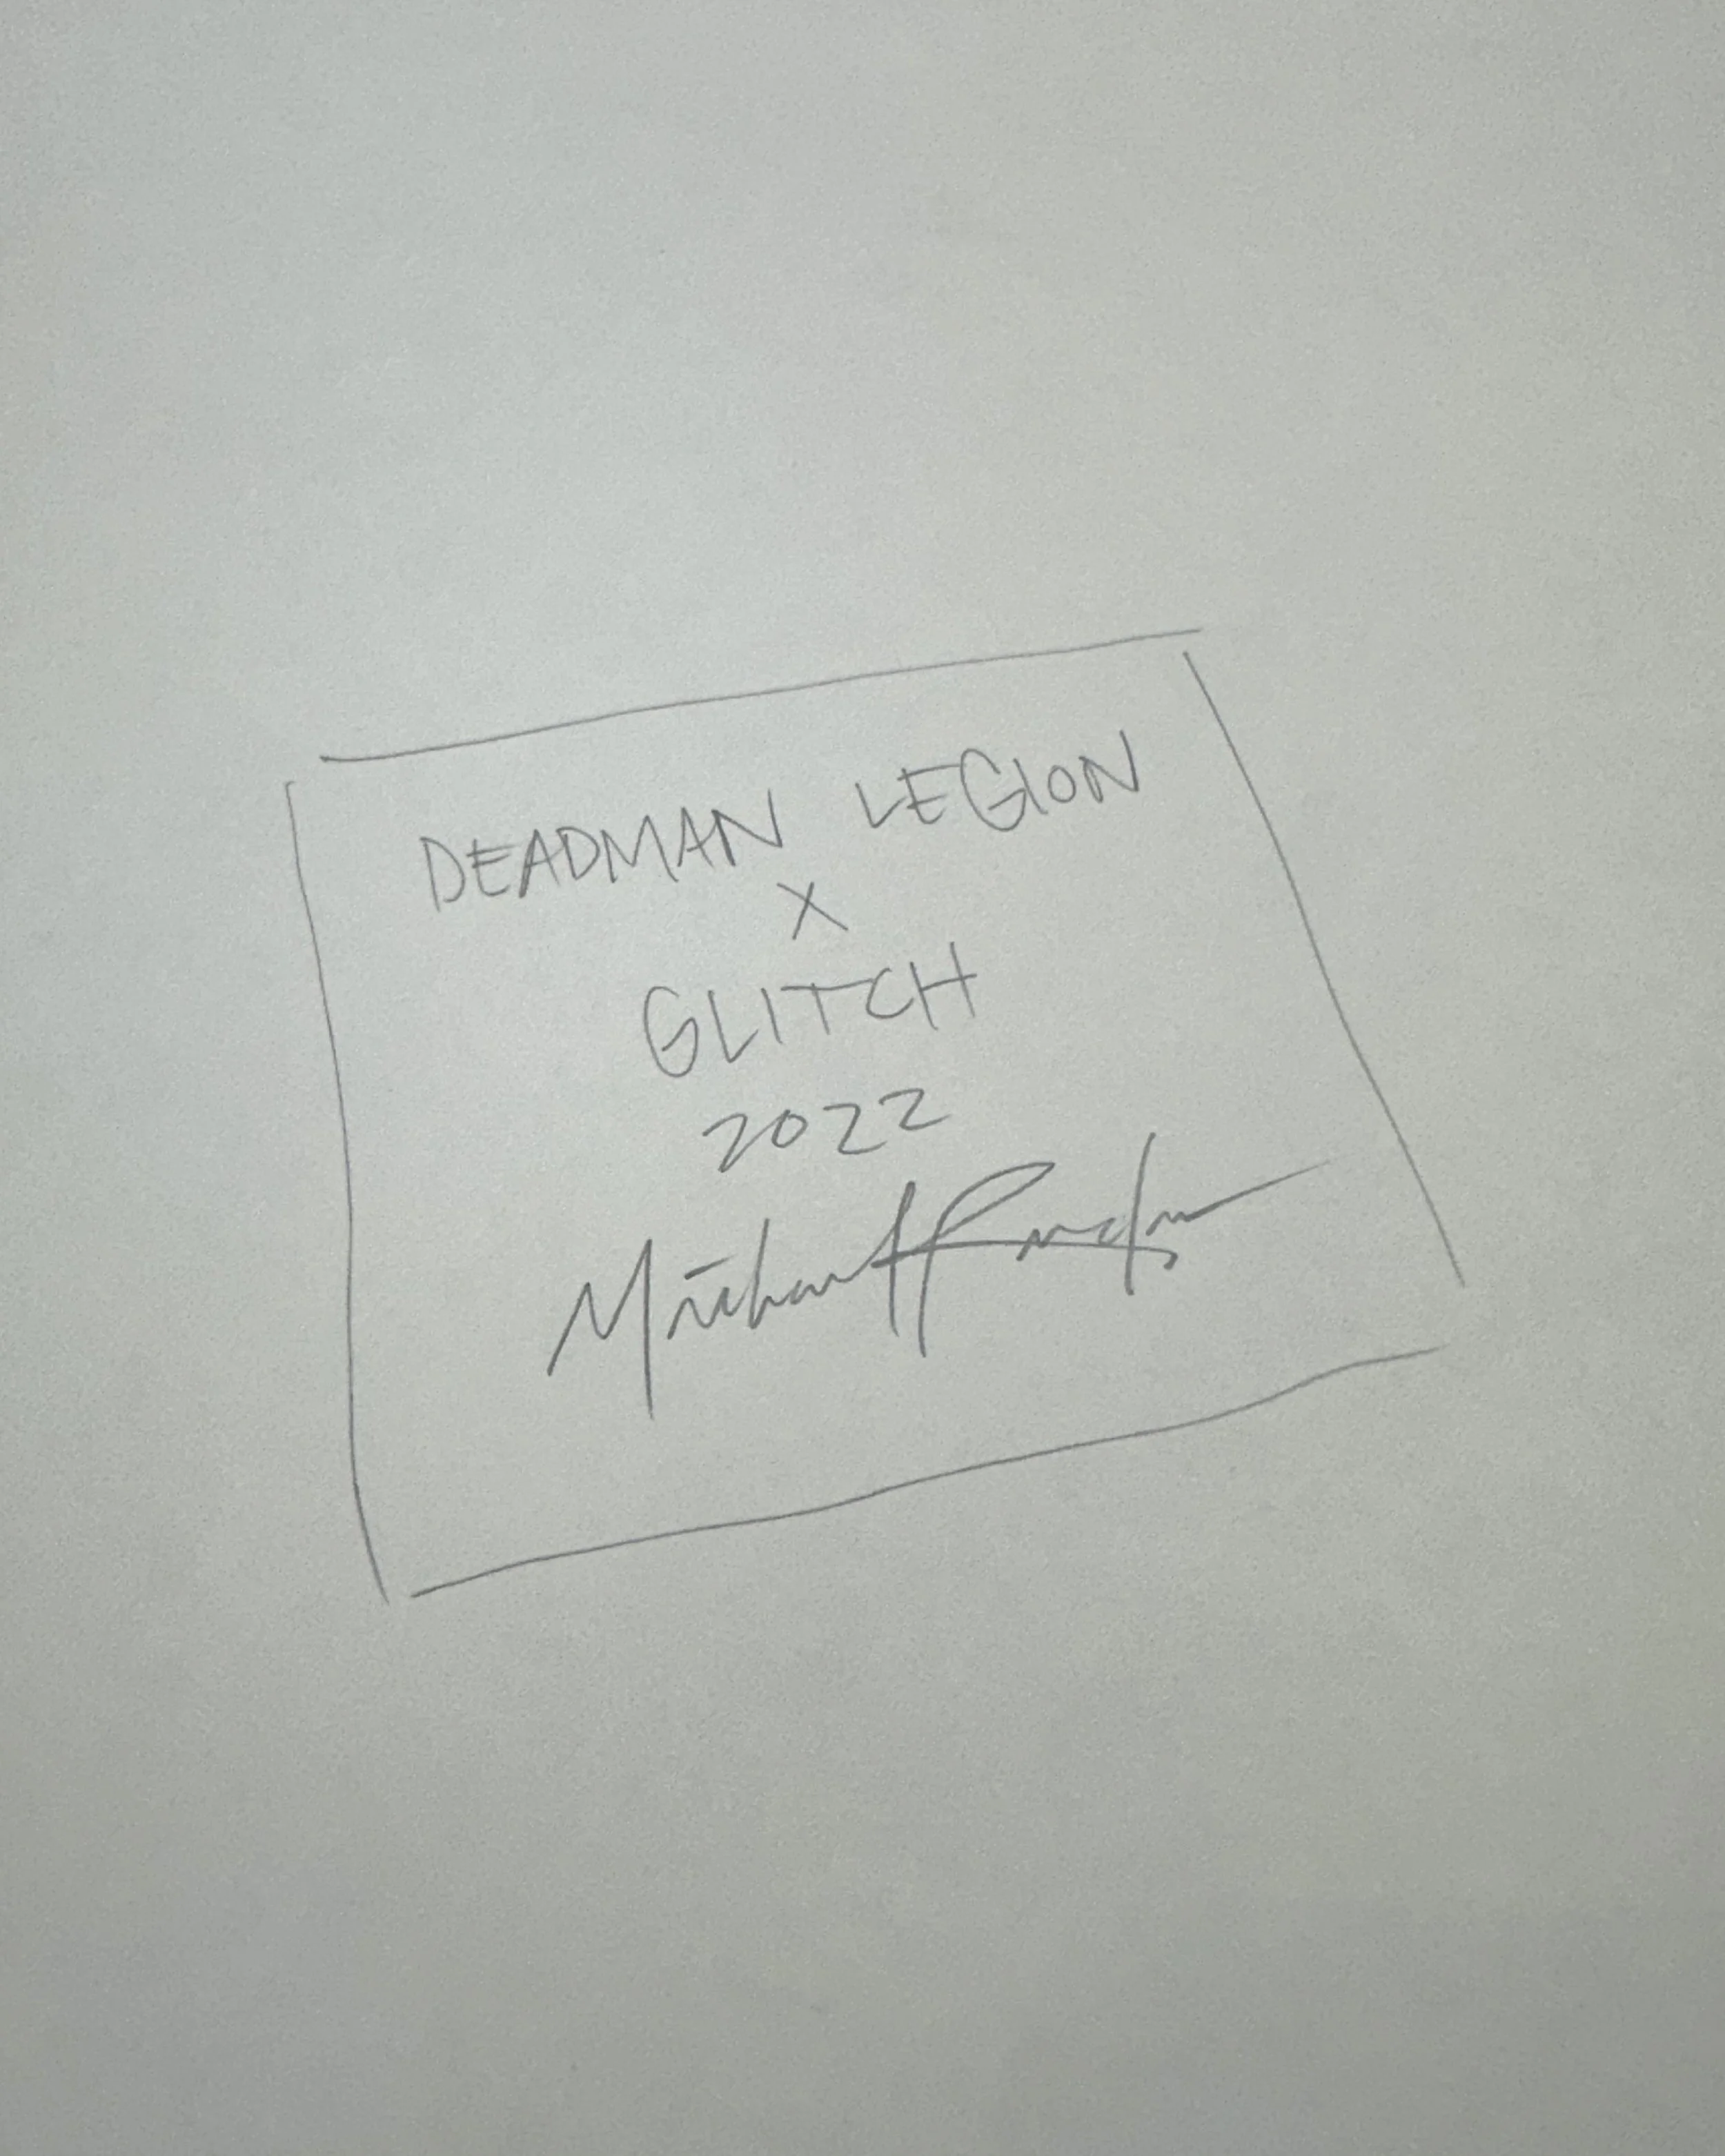 DEADMAN LEGION
X
GLITCH
2022